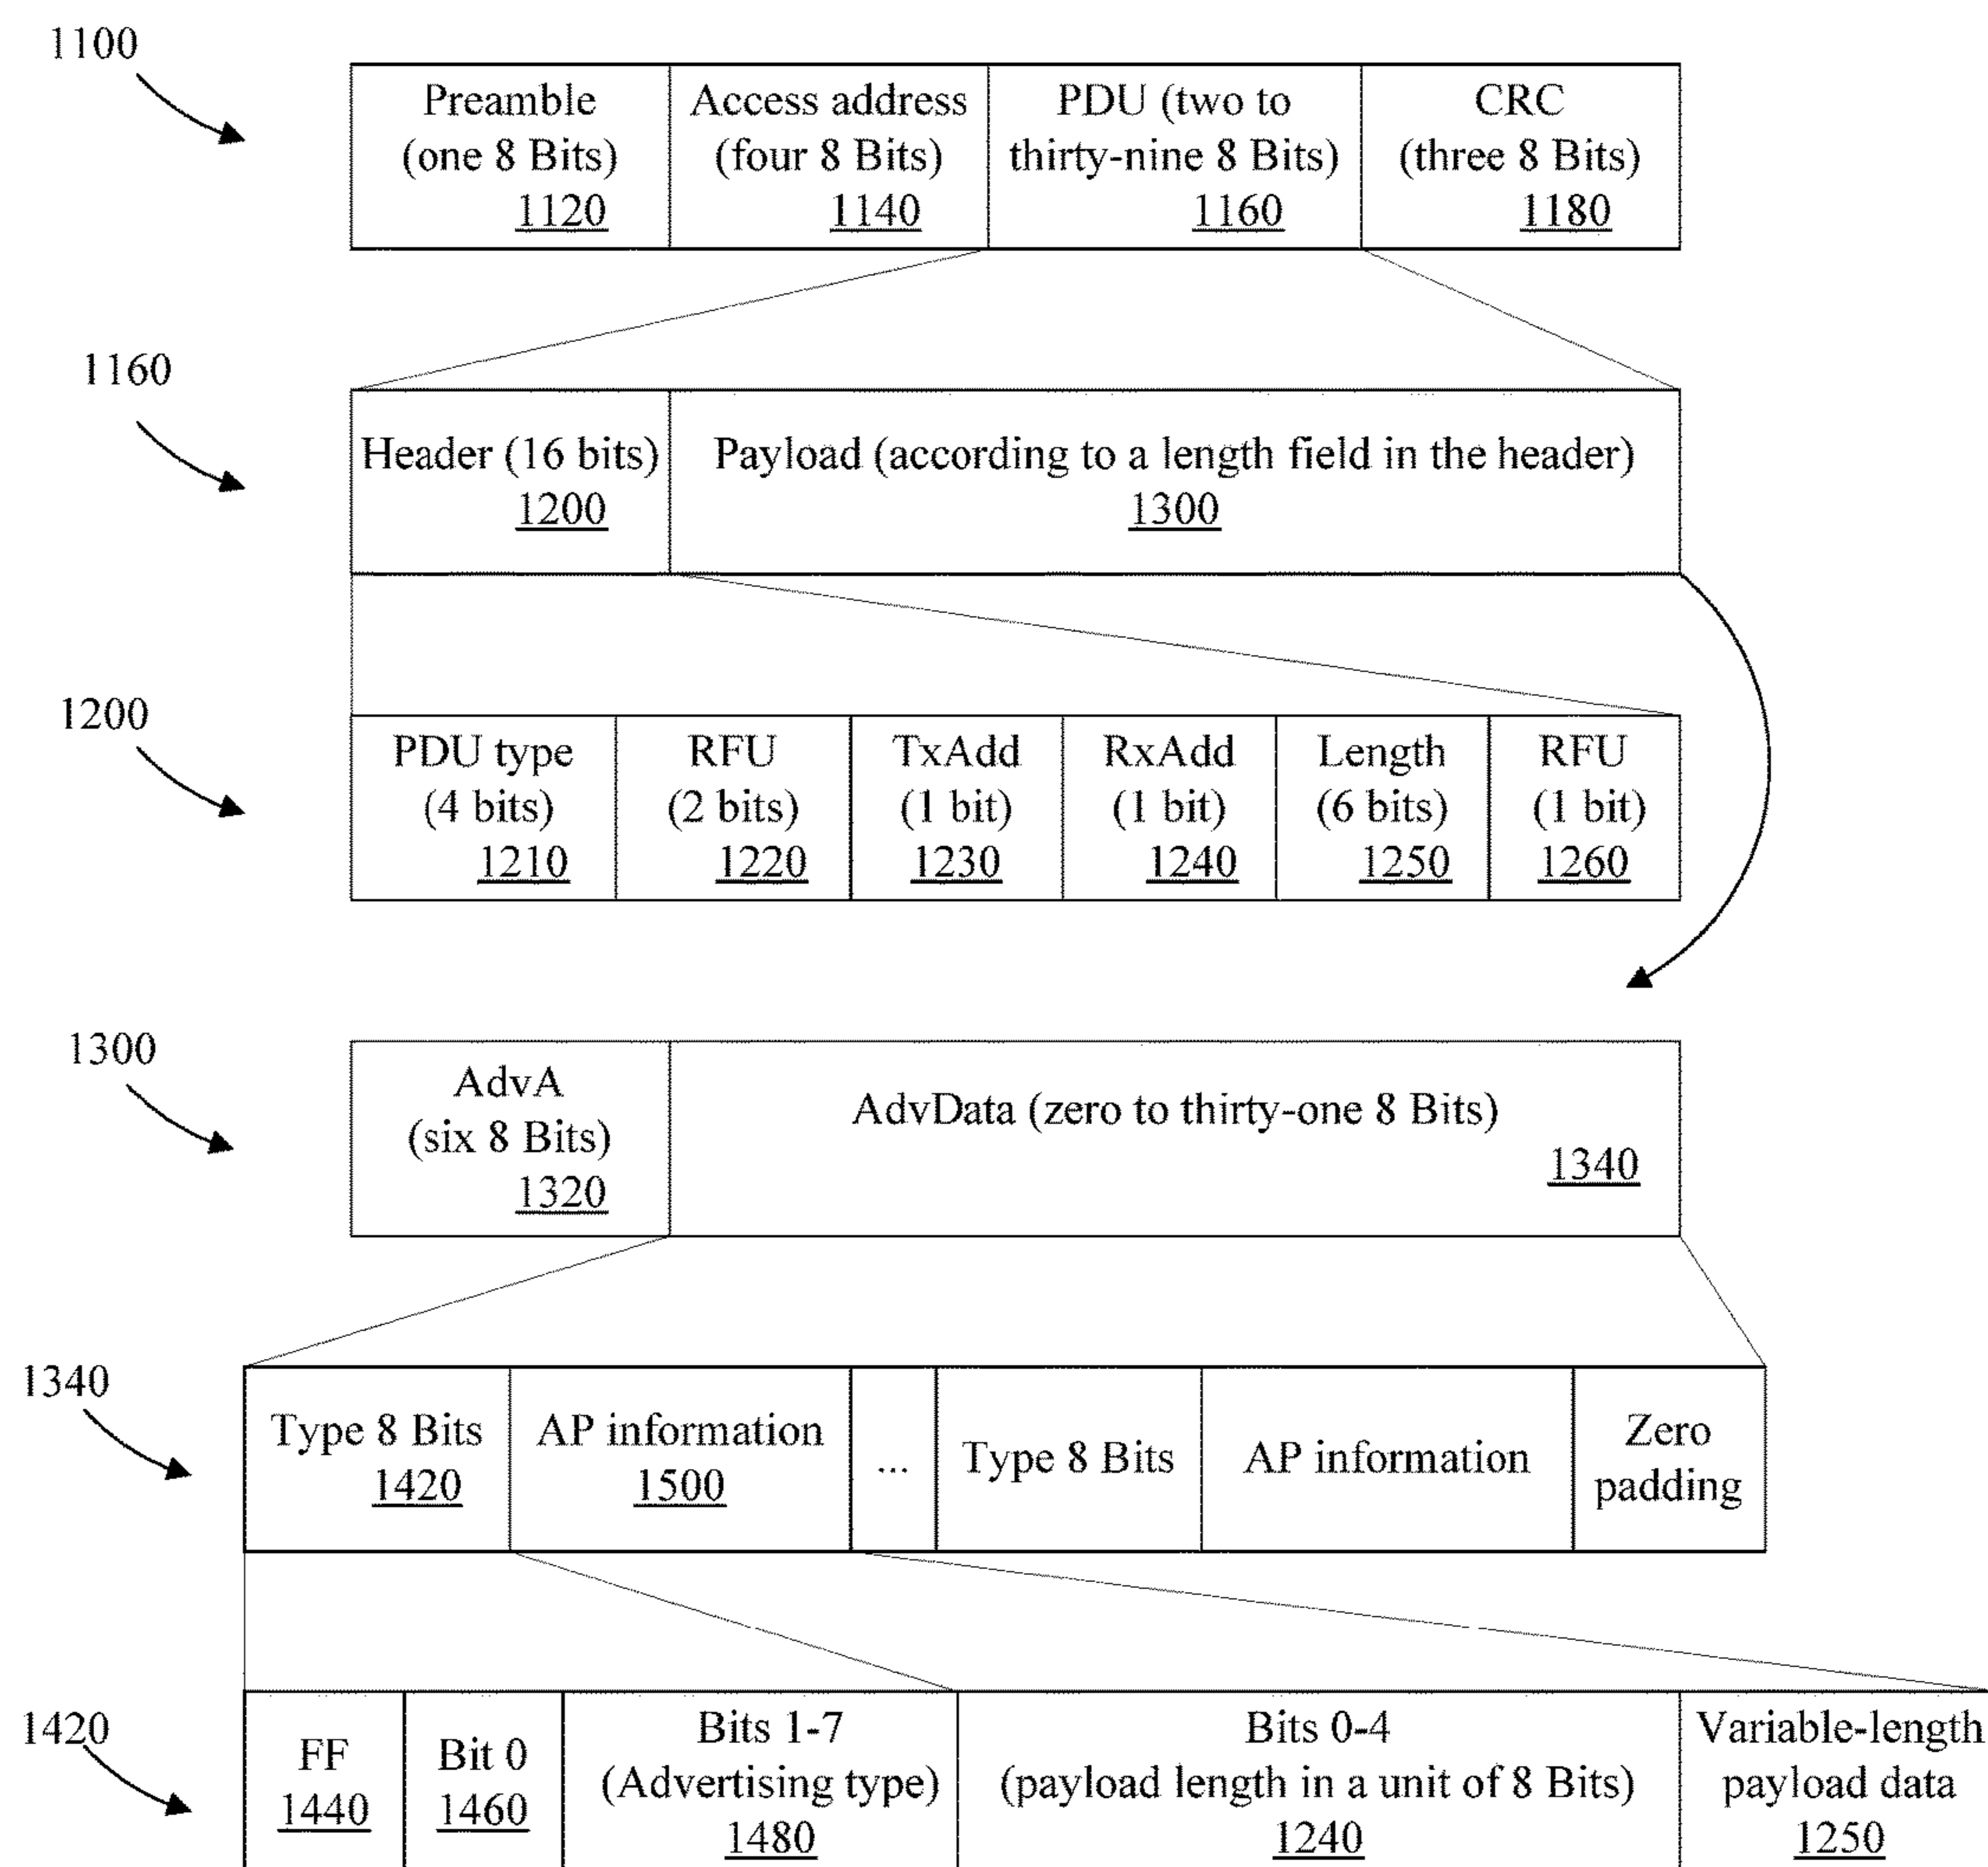 1100
Preamble
(one 8 Bits)
1120
Access address
(four 8 Bits)
1140
PDU (two to
thirty-nine 8 Bits)
1160
CRC
(three 8 Bits)
1180
1160
Header (16 bits)
1200
Payload (according to a length field in the header)
1300
1200
PDU type
(4 bits)
1210
RFU
(2 bits)
1220
TxAdd
(1 bit)
1230
RxAdd
(1 bit)
1240
Length
(6 bits)
1250
RFU
(1 bit)
1260
1300
AdvA
(six 8 Bits)
1320
AdvData (zero to thirty-one 8 Bits)
1340
1340
Type 8 Bits
1420
AP information
1500
...
Type 8 Bits
AP information
Zero
padding
1420
FF
1440
Bit 0
1460
Bits 1-7
(Advertising type)
1480
Bits 0-4
(payload length in a unit of 8 Bits)
1240
Variable-length
payload data
1250